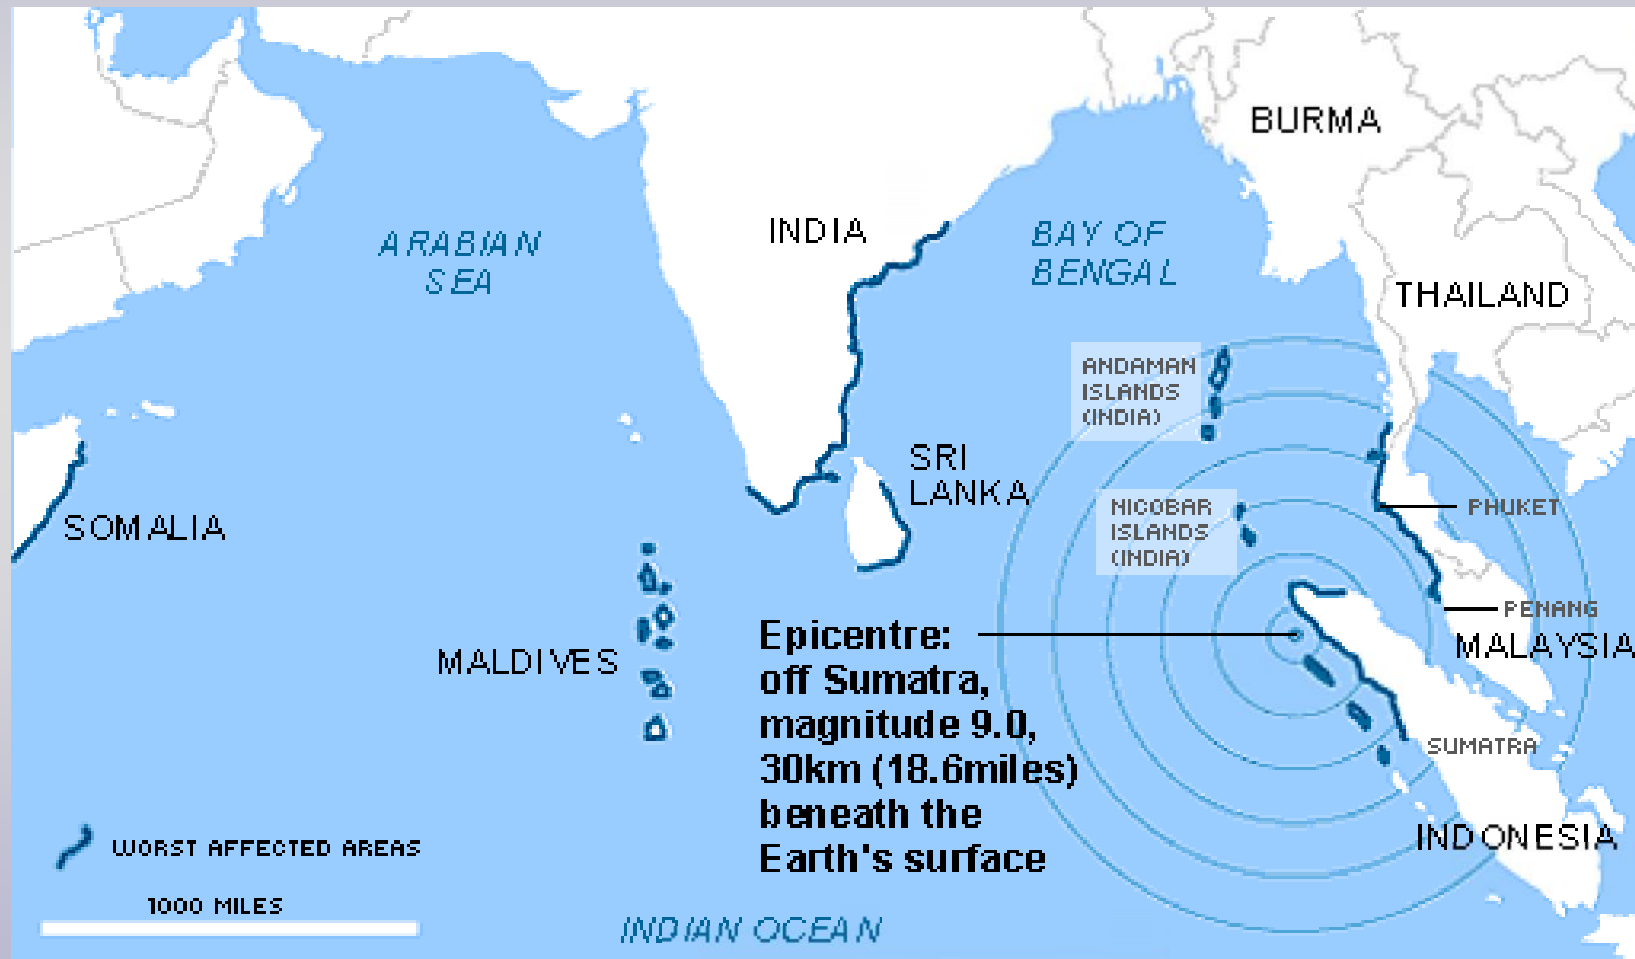 BURMA
INDIA
ARABIAN
SEA
BAY OF
BENGAL
THAILAND
ANDAMAN
ISLANDS
(INDIA)
SRI
LANKA
NICOBAR
ISLANDS
(INDIA)
PHUKET
SOMALIA
PENANG
MALAYSIA
MALDIVES
Epicentre:
off Sumatra,
magnitude 9.0,
30km (18.6miles)
beneath the
Earth's surface
SUMATRA
INDONESIA
WORST AFFECTED AREAS
1000 MILES
INDIAN OCEAN